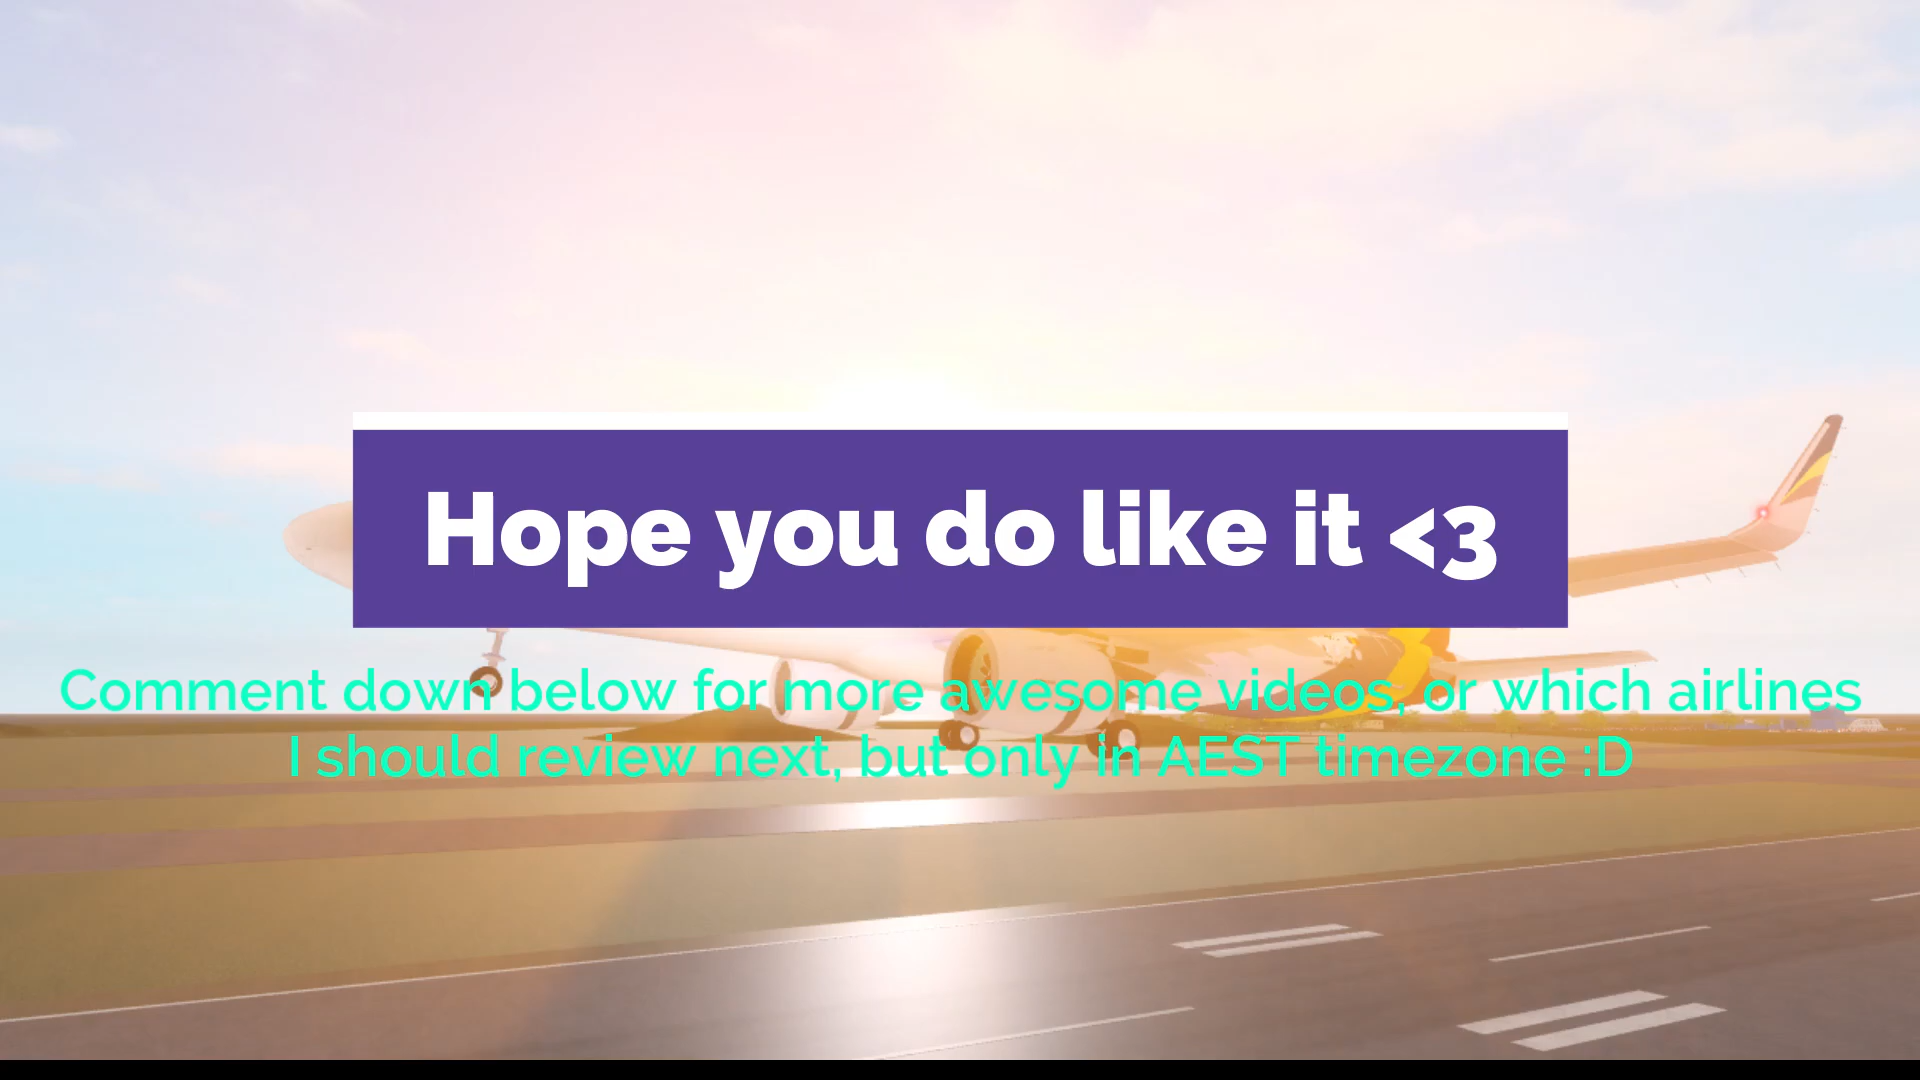 Hope you do like it <3
Comment down below for more awesome videos, or which airlines
I should review next, but only in AEST timezone :D